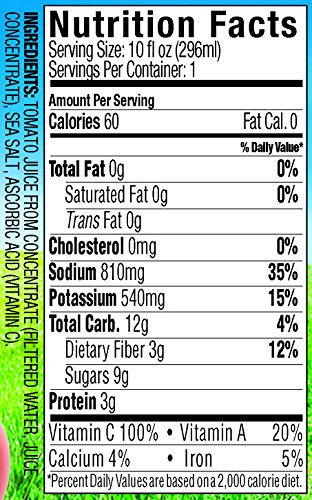 Nutrition Facts
Serving Size: 10 fl oz (296ml)
Servings Per Container: 1
Amount Per Serving
Calories 60 Fat Cal. 0
% Daily Value*
Total Fat 0g 0%
Saturated Fat 0g 0%
Trans Fat 0g
Cholesterol 0mg 0%
Sodium 810mg 35%
Potassium 540mg 15%
Total Carb. 12g 4%
Dietary Fiber 3g 12%
Sugars 9g
Protein 3g
Vitamin C 100% • Vitamin A 20%
Calcium 4% • Iron 5%
*Percent Daily Values are based on a 2,000 calorie diet.
INGREDIENTS: TOMATO JUICE FROM CONCENTRATE (FILTERED WATER, JUICE
CONCENTRATE), SEA SALT, ASCORBIC ACID (VITAMIN C).